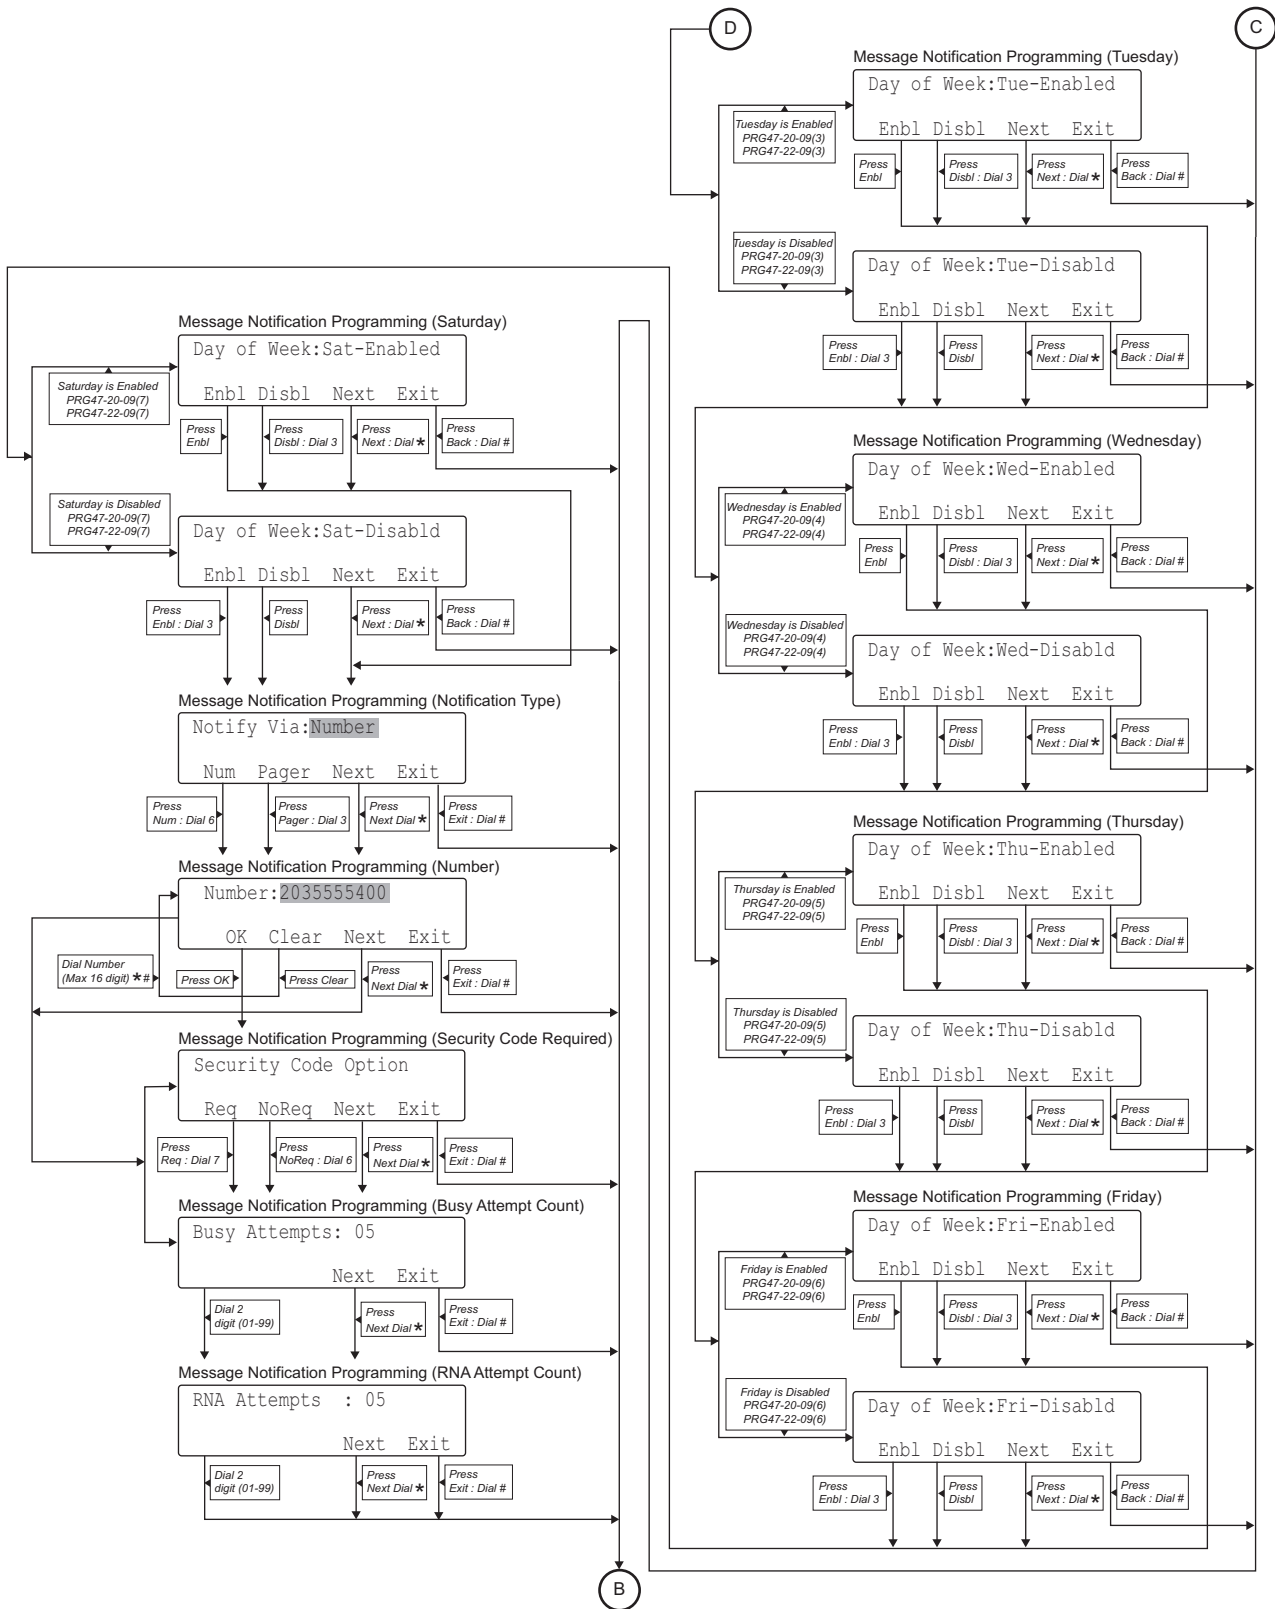 D
C
Message Notification Programming (Tuesday)
Day of Week:Tue-Enabled
Enbl Disbl Next Exit
Tuesday is Enabled
PRG47-20-09(3)
PRG47-22-09(3)
Press
Enbl
Press
Disbl : Dial 3
Press
Next : Dial *
Press
Back : Dial #
Tuesday is Disabled
PRG47-20-09(3)
PRG47-22-09(3)
Day of Week:Tue-Disabld
Enbl Disbl Next Exit
Press
Enbl : Dial 3
Press
Disbl
Press
Next : Dial *
Press
Back : Dial #
Message Notification Programming (Wednesday)
Day of Week:Wed-Enabled
Enbl Disbl Next Exit
Wednesday is Enabled
PRG47-20-09(4)
PRG47-22-09(4)
Press
Enbl
Press
Disbl : Dial 3
Press
Next : Dial *
Press
Back : Dial #
Wednesday is Disabled
PRG47-20-09(4)
PRG47-22-09(4)
Day of Week:Wed-Disabld
Enbl Disbl Next Exit
Press
Enbl : Dial 3
Press
Disbl
Press
Next : Dial *
Press
Back : Dial #
Message Notification Programming (Thursday)
Day of Week:Thu-Enabled
Enbl Disbl Next Exit
Thursday is Enabled
PRG47-20-09(5)
PRG47-22-09(5)
Press
Enbl
Press
Disbl : Dial 3
Press
Next : Dial *
Press
Back : Dial #
Thursday is Disabled
PRG47-20-09(5)
PRG47-22-09(5)
Day of Week:Thu-Disabld
Enbl Disbl Next Exit
Press
Enbl : Dial 3
Press
Disbl
Press
Next : Dial *
Press
Back : Dial #
Message Notification Programming (Friday)
Day of Week:Fri-Enabled
Enbl Disbl Next Exit
Friday is Enabled
PRG47-20-09(6)
PRG47-22-09(6)
Press
Enbl
Press
Disbl : Dial 3
Press
Next : Dial *
Press
Back : Dial #
Friday is Disabled
PRG47-20-09(6)
PRG47-22-09(6)
Day of Week:Fri-Disabld
Enbl Disbl Next Exit
Press
Enbl : Dial 3
Press
Disbl
Press
Next : Dial *
Press
Back : Dial #
Message Notification Programming (Saturday)
Day of Week:Sat-Enabled
Enbl Disbl Next Exit
Saturday is Enabled
PRG47-20-09(7)
PRG47-22-09(7)
Press
Enbl
Press
Disbl : Dial 3
Press
Next : Dial *
Press
Back : Dial #
Saturday is Disabled
PRG47-20-09(7)
PRG47-22-09(7)
Day of Week:Sat-Disabld
Enbl Disbl Next Exit
Press
Enbl : Dial 3
Press
Disbl
Press
Next : Dial *
Press
Back : Dial #
Message Notification Programming (Notification Type)
Notify Via:Number
Num Pager Next Exit
Press
Num : Dial 6
Press
Pager : Dial 3
Press
Next Dial *
Press
Exit : Dial #
Message Notification Programming (Number)
Number:2035555400
OK Clear Next Exit
Dial Number
(Max 16 digit) * #
Press OK
Press Clear
Press
Next Dial *
Press
Exit : Dial #
Message Notification Programming (Security Code Required)
Security Code Option
Req NoReq Next Exit
Press
Req : Dial 7
Press
NoReq : Dial 6
Press
Next Dial *
Press
Exit : Dial #
Message Notification Programming (Busy Attempt Count)
Busy Attempts: 05
Next Exit
Dial 2
digit (01-99)
Press
Next Dial *
Press
Exit : Dial #
Message Notification Programming (RNA Attempt Count)
RNA Attempts : 05
Next Exit
Dial 2
digit (01-99)
Press
Next Dial *
Press
Exit : Dial #
B